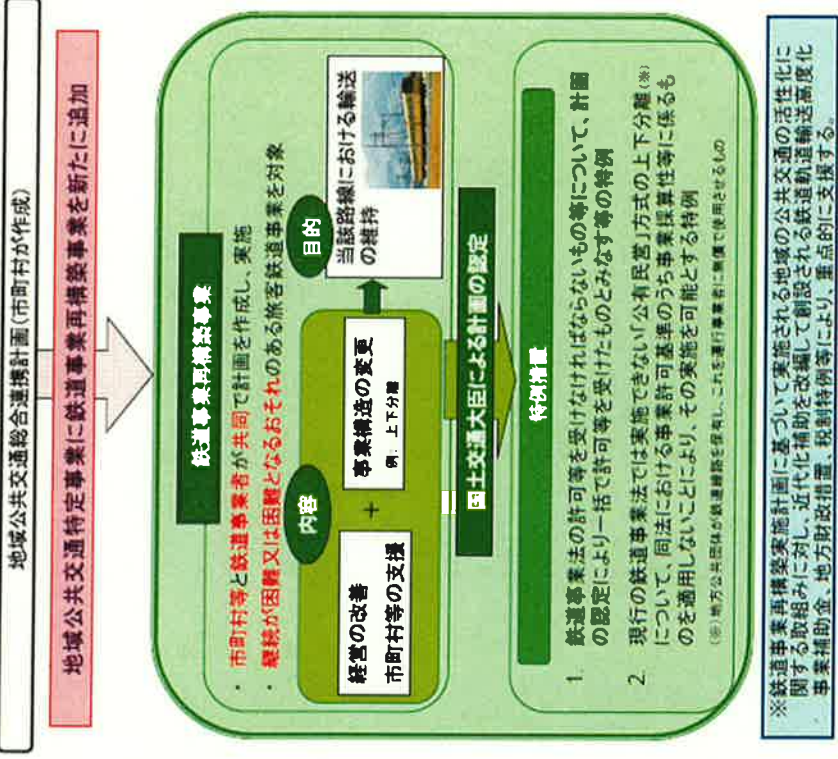 地域公共交通総合連携計画(市町村が作成)
地域公共交通特定事業に鉄道事業再構築事業を新たに追加
鉄道事業再構築事業
・ 市町村等と鉄道事業者が共同で計画を作成し、実施
・ 継続が困難又は困難となるおそれのある旅客鉄道事業を対象
内容
経営の改善
市町村等の支援
＋
事業構造の変更
例：上下分離
目的
当該路線における輸送
の維持
国土交通大臣による計画の認定
特例措置
1. 鉄道事業法の許可等を受けなければならないもの等について、計画
の認定により一括で許可等を受けたものとみなす等の特例
2. 現行の鉄道事業法では実施できない「公有民営」方式の上下分離(※)
について、同法における事業許可基準のうち事業採算性等に係るも
のを適用しないことにより、その実施を可能とする特例
(※)地方公共団体が鉄道線路を保有し、これを運行事業者に無償で使用させるもの
※鉄道事業再構築実施計画に基づいて実施される地域の公共交通の活性化に
関する取組みに対し、近代化補助を改編して創設される鉄道軌道輸送高度化
事業補助金、地方財政措置、税制特例等により、重点的に支援する。